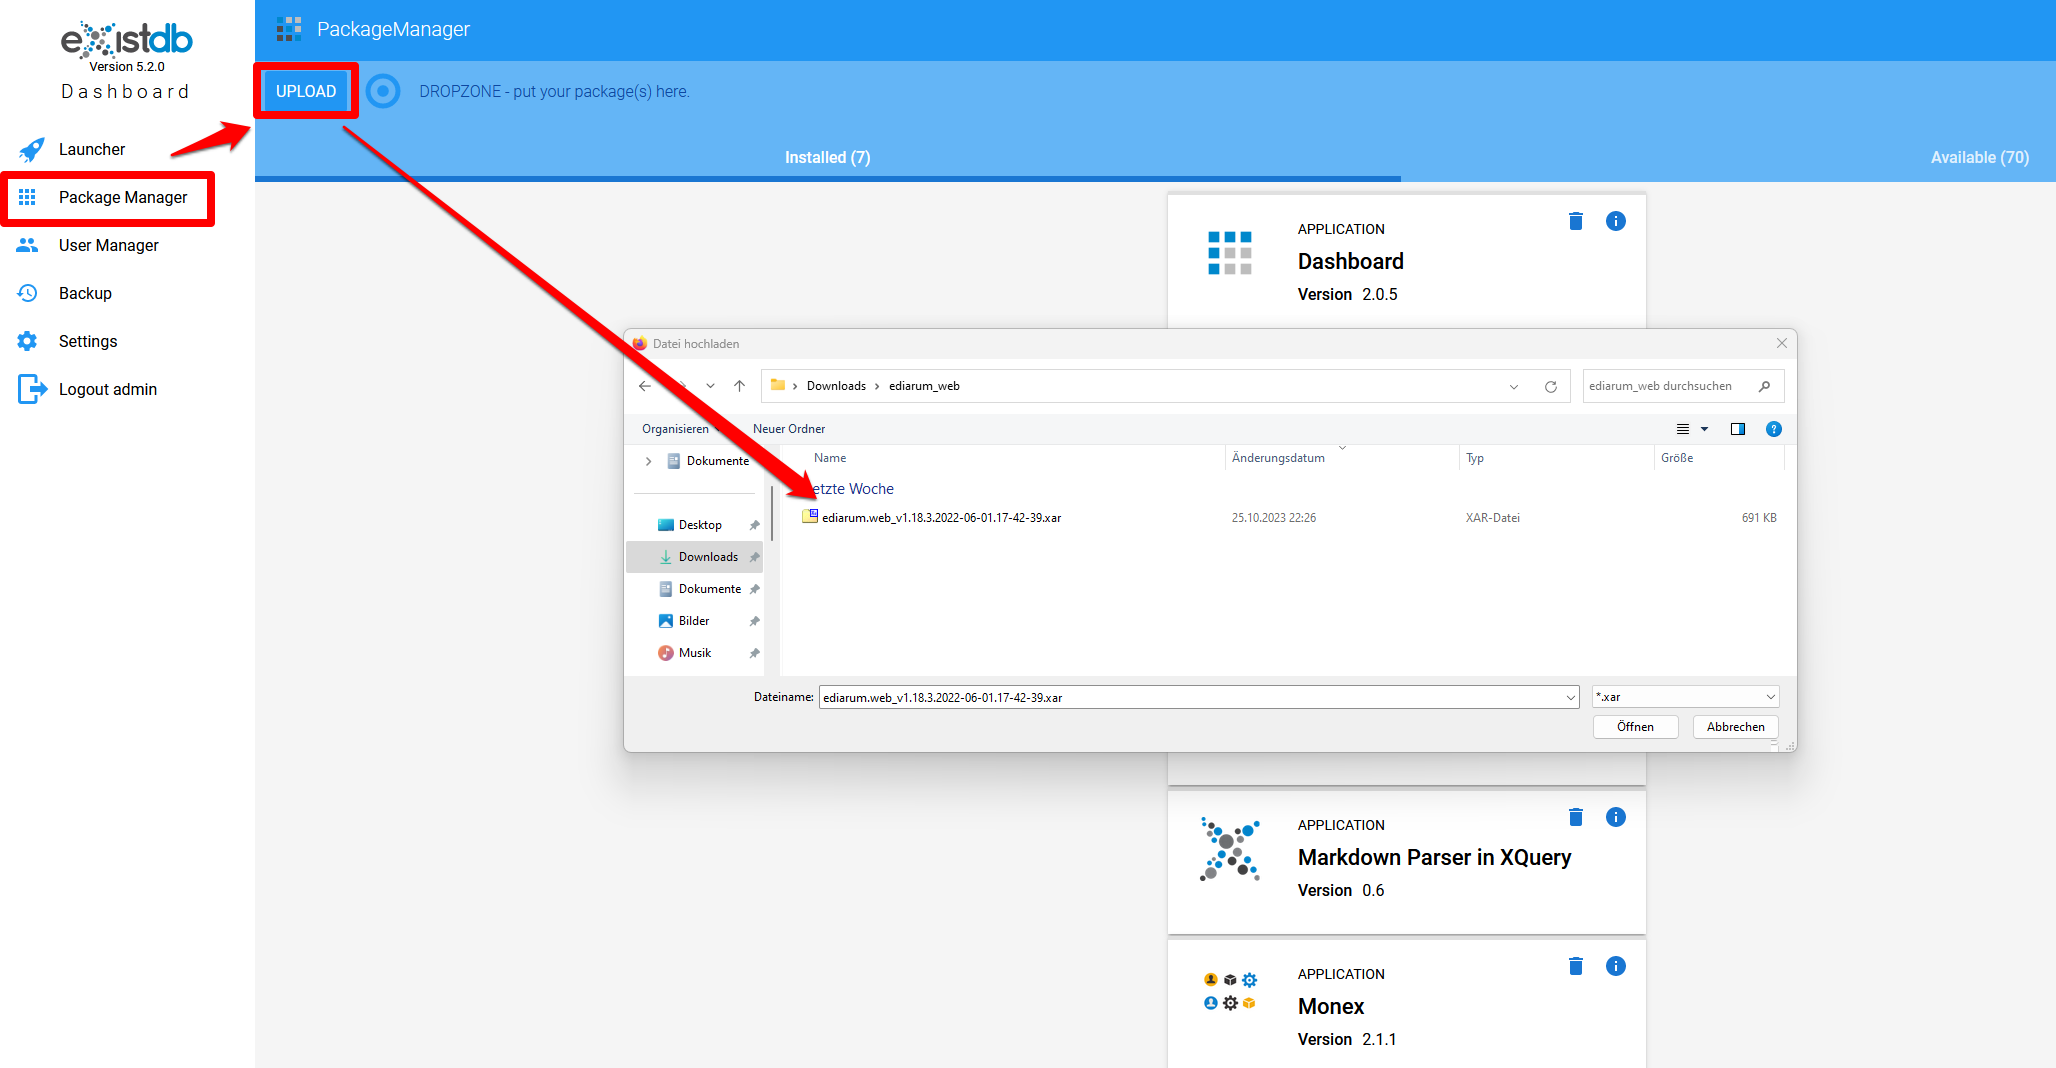 existdb
Version 5.2.0
Dashboard
Launcher
Package Manager
User Manager
Backup
Settings
Logout admin
PackageManager
UPLOAD
DROPZONE - put your package(s) here.
Installed (7)
Available (70)
APPLICATION
Dashboard
Version 2.0.5
Datei hochladen
Downloads
ediarum_web
ediarum_web durchsuchen
Organisieren
Neuer Ordner
Dokumente
Desktop
Downloads
Dokumente
Bilder
Musik
Name
Änderungsdatum
Typ
Größe
etzte Woche
ediarum.web_v1.18.3.2022-06-01.17-42-39.xar
25.10.2023 22:26
XAR-Datei
691 KB
Dateiname:
ediarum.web_v1.18.3.2022-06-01.17-42-39.xar
*.xar
Öffnen
Abbrechen
APPLICATION
Markdown Parser in XQuery
Version 0.6
APPLICATION
Monex
Version 2.1.1